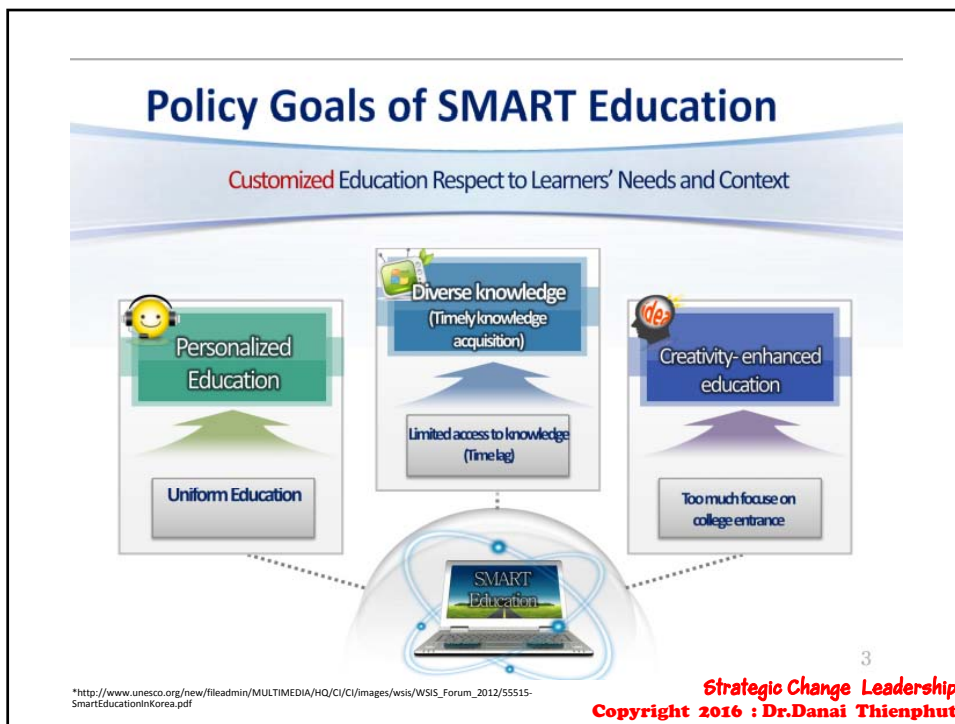 Policy Goals of SMART Education
Customized Education Respect to Learners' Needs and Context
Personalized
Education
Uniform Education
Diverse knowledge
(Timely knowledge
acquisition)
Limited access to knowledge
(Time lag)
idea
Creativity- enhanced
education
Too much focus on
college entrance
SMART
Education
3
*http://www.unesco.org/new/fileadmin/MULTIMEDIA/HQ/CI/CI/images/wsis/WSIS_Forum_2012/55515-
SmartEducationInKorea.pdf
Strategic Change Leadership
Copyright 2016 : Dr.Danai Thienphut